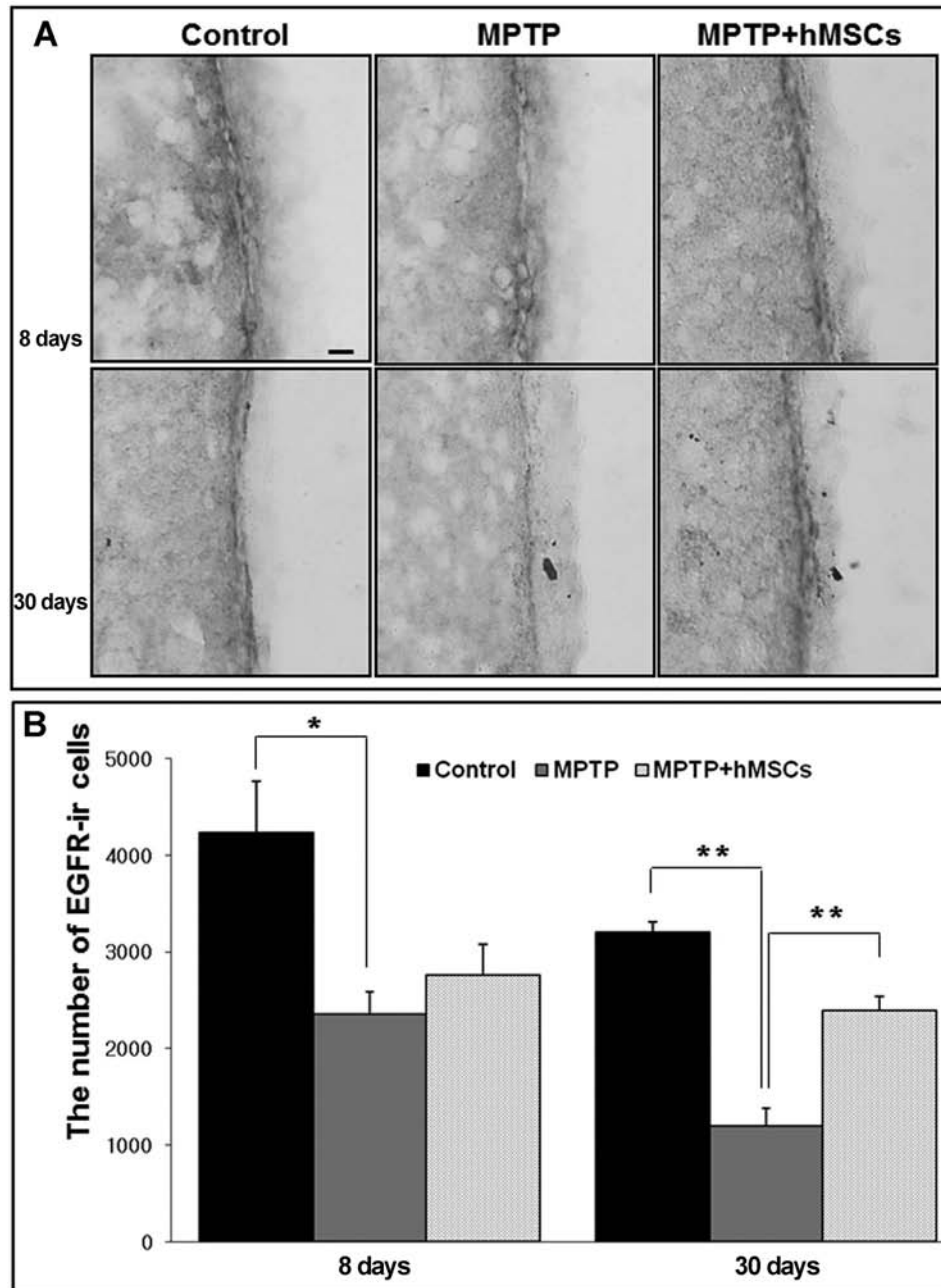 A
Control
MPTP
MPTP+hMSCs
8 days
30 days
B
The number of EGFR-ir cells
5000
4000
3000
2000
1000
0
*
Control
MPTP
MPTP+hMSCs
**
**
8 days
30 days